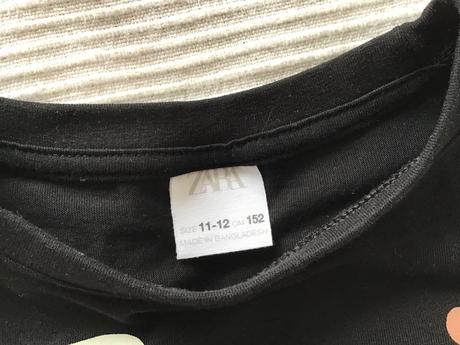 ZARA
SIZE 11-12 CM 152
MADE IN BANGLADESH